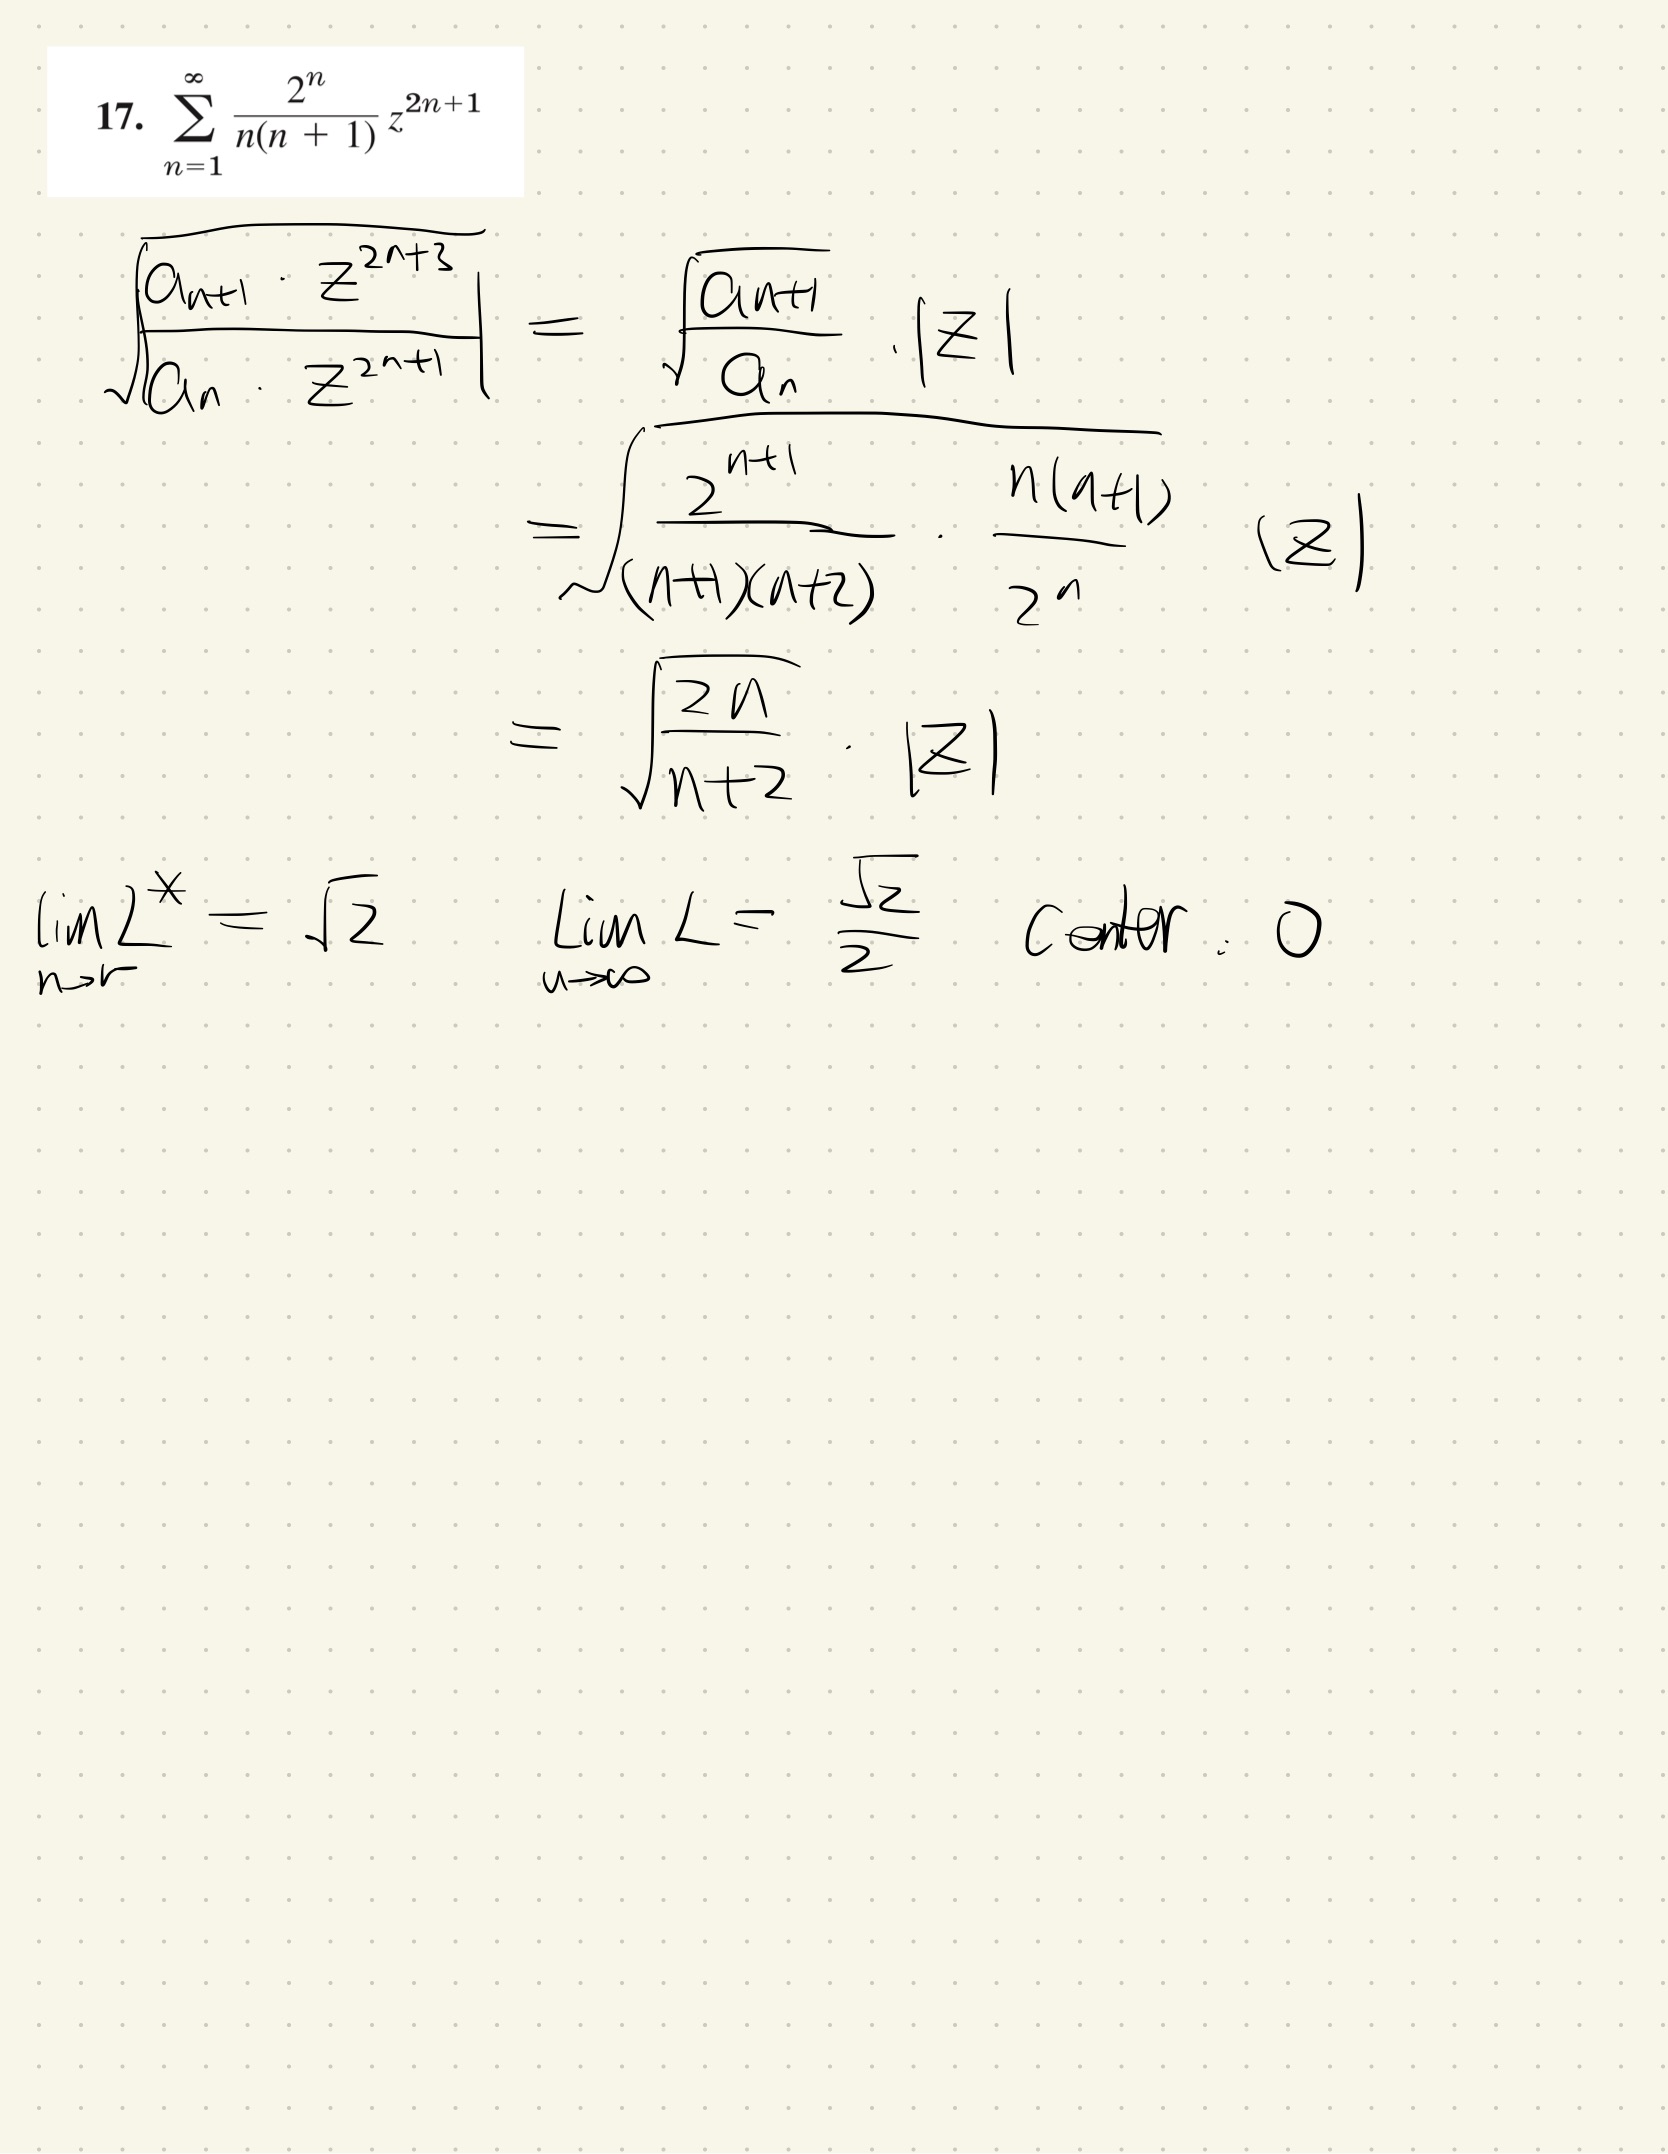 17. \sum_{n=1}^{\infty} \frac{2^n}{n(n + 1)} z^{2n+1}
\sqrt{\left|\frac{a_{n+1} \cdot z^{2n+3}}{a_n \cdot z^{2n+1}}\right|} = \sqrt{\frac{a_{n+1}}{a_n}} \cdot |z|
= \sqrt{\frac{2^{n+1}}{(n+1)(n+2)} \cdot \frac{n(n+1)}{2^n}} |z|
= \sqrt{\frac{2n}{n+2}} \cdot |z|
\lim_{n \to r} L^* = \sqrt{2} \quad \lim_{n \to \infty} L = \frac{\sqrt{2}}{2} \quad center : 0